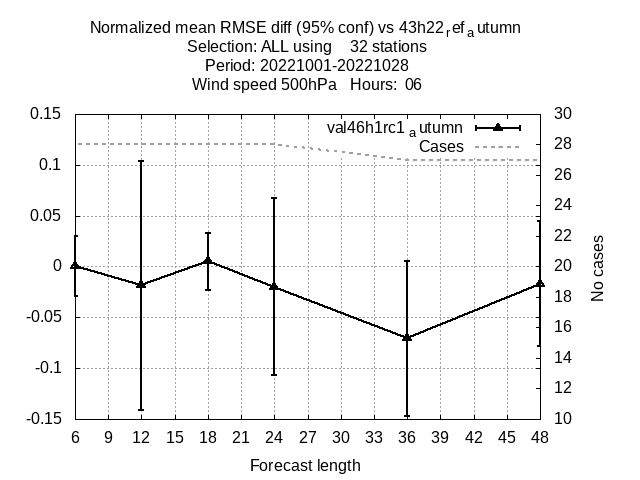 Normalized mean RMSE diff (95% conf) vs 43h22refautumn
Selection: ALL using 32 stations
Period: 20221001-20221028
Wind speed 500hPa Hours: 06
0.15
0.1
0.05
0
-0.05
-0.1
-0.15
val46h1rc1autumn
Cases
30
28
26
24
22
20
18
16
14
12
10
No cases
6 9 12 15 18 21 24 27 30 33 36 39 42 45 48
Forecast length